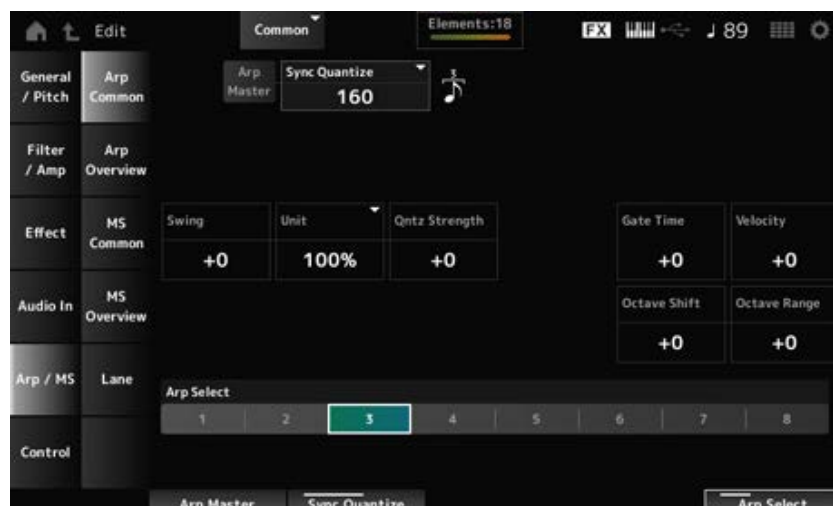 Edit Common Elements:18 FX 89
General / Pitch
Arp Common
Arp Master
Sync Quantize
160
3
Filter / Amp
Arp Overview
Effect
MS Common
Swing Unit Qntz Strength Gate Time Velocity
+0 100% +0 +0 +0
Audio In
MS Overview
Octave Shift Octave Range
+0 +0
Arp / MS
Lane
Arp Select
1 2 3 4 5 6 7 8
Control
Arp Master Sync Quantize Arp Select